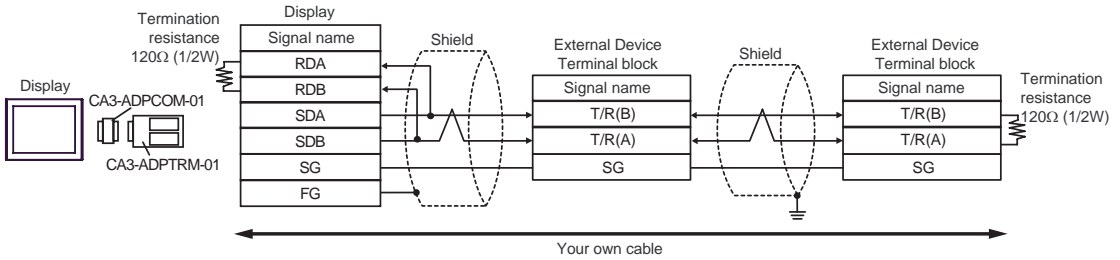 Display
CA3-ADPCOM-01
CA3-ADPTRM-01
Termination
resistance
120Ω (1/2W)
Display
Signal name
RDA
RDB
SDA
SDB
SG
FG
Shield
External Device
Terminal block
Signal name
T/R(B)
T/R(A)
SG
Shield
External Device
Terminal block
Signal name
T/R(B)
T/R(A)
SG
Termination
resistance
120Ω (1/2W)
Your own cable